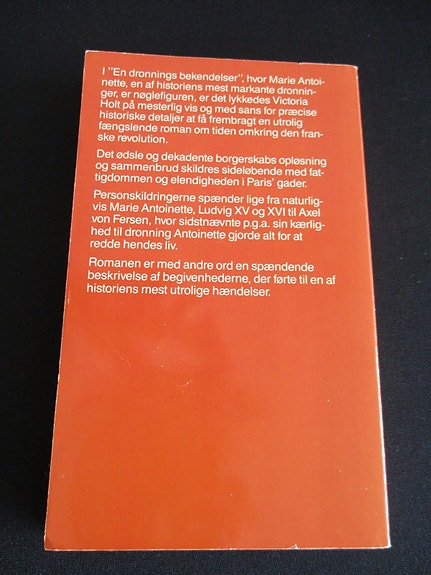 I "En dronnings bekendelser", hvor Marie Antoi-
nette, en af historiens mest markante dronnin-
ger, er nøglefiguren, er det lykkedes Victoria
Holt på mesterlig vis og med sans for præcise
historiske detaljer at få frembragt en utrolig
fængslende roman om tiden omkring den fran-
ske revolution.
Det ødsle og dekadente borgerskabs opløsning
og sammenbrud skildres sideløbende med fat-
tigdommen og elendigheden i Paris' gader.
Personskildringerne spænder lige fra naturlig-
vis Marie Antoinette, Ludvig XV og XVI til Axel
von Fersen, hvor sidstnævnte p.g.a. sin kærlig-
hed til dronning Antoinette gjorde alt for at
redde hendes liv.
Romanen er med andre ord en spændende
beskrivelse af begivenhederne, der førte til en af
historiens mest utrolige hændelser.